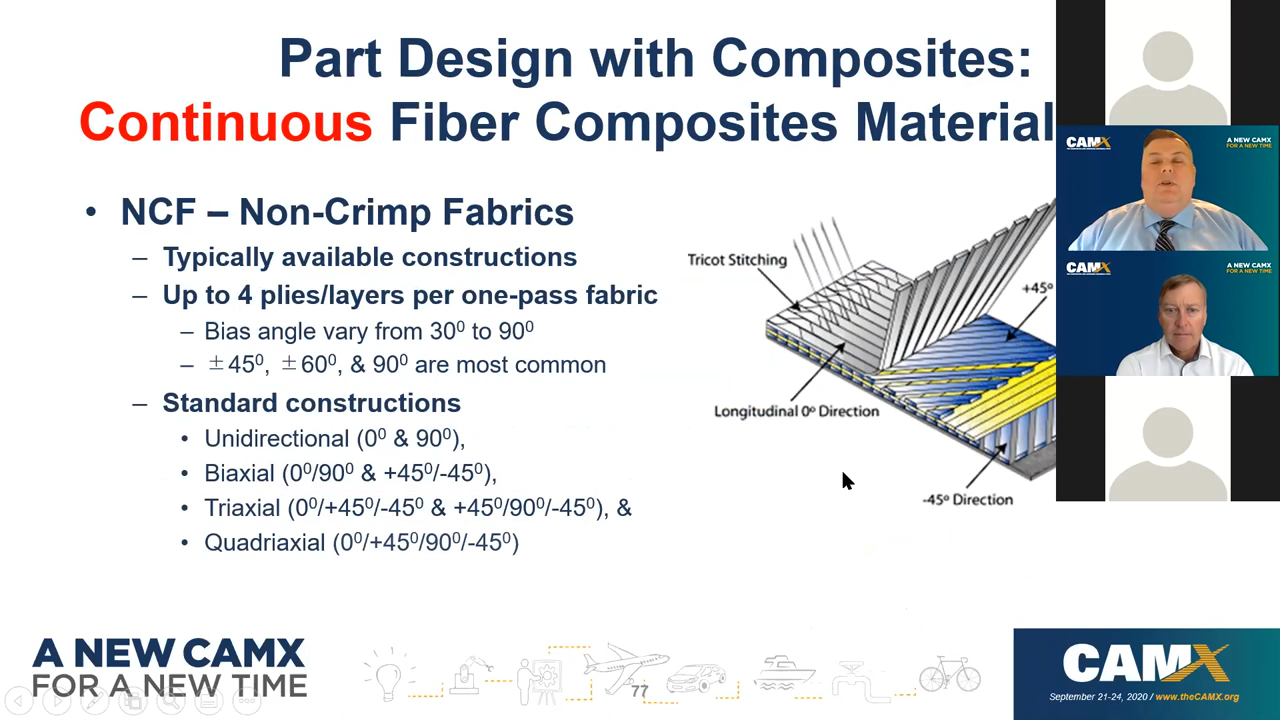 Part Design with Composites:
Continuous Fiber Composites Material
• NCF – Non-Crimp Fabrics
– Typically available constructions
– Up to 4 plies/layers per one-pass fabric
– Bias angle vary from 30⁰ to 90⁰
– ±45⁰, ±60⁰, & 90⁰ are most common
– Standard constructions
• Unidirectional (0⁰ & 90⁰),
• Biaxial (0⁰/90⁰ & +45⁰/-45⁰),
• Triaxial (0⁰/+45⁰/-45⁰ & +45⁰/90⁰/-45⁰), &
• Quadriaxial (0⁰/+45⁰/90⁰/-45⁰)
Tricot Stitching
+45º
Longitudinal 0º Direction
-45º Direction
CAMX
A NEW CAMX
FOR A NEW TIME
CAMX
A NEW CAMX
FOR A NEW TIME
A NEW CAMX
FOR A NEW TIME
77
CAMX
September 21-24, 2020 / www.theCAMX.org